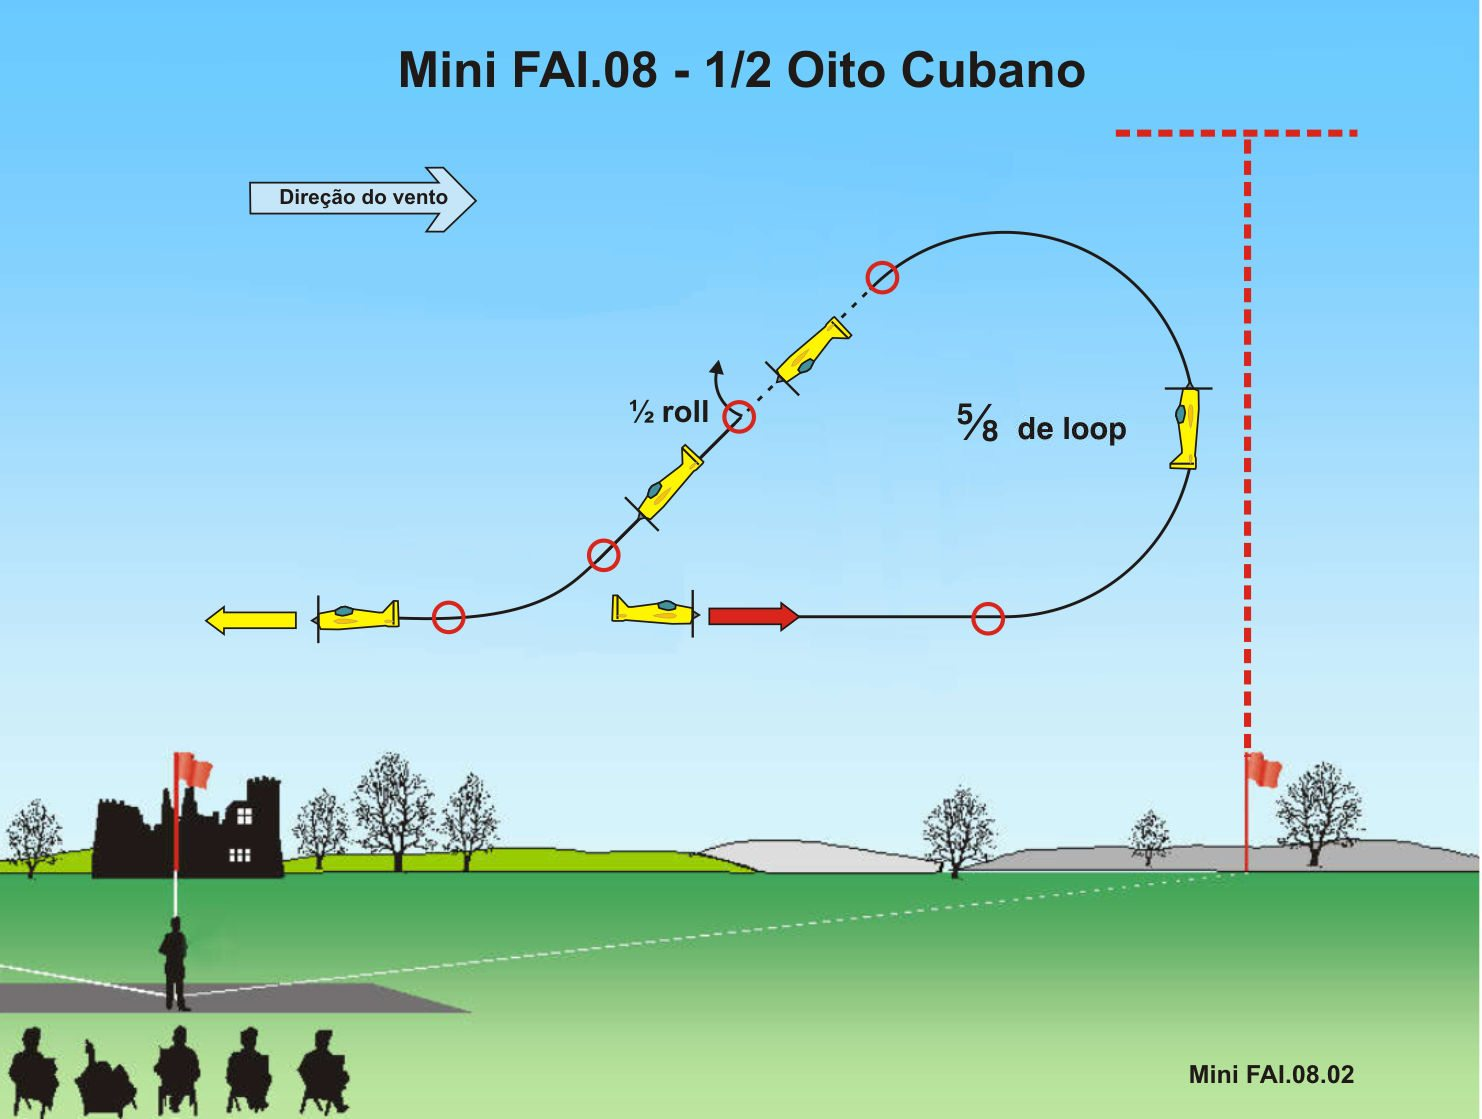 Mini FAI.08 - 1/2 Oito Cubano
Direção do vento
½ roll
⅝ de loop
Mini FAI.08.02